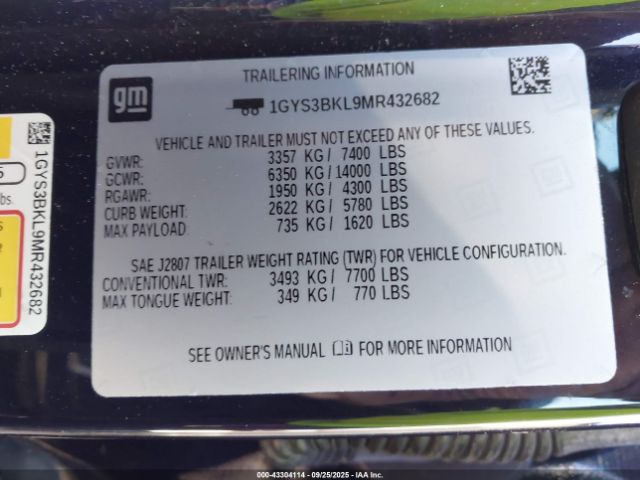 gm
TRAILERING INFORMATION
1GYS3BKL9MR432682
VEHICLE AND TRAILER MUST NOT EXCEED ANY OF THESE VALUES.
GVWR: 3357 KG / 7400 LBS
GCWR: 6350 KG / 14000 LBS
RGAWR: 1950 KG / 4300 LBS
CURB WEIGHT: 2622 KG / 5780 LBS
MAX PAYLOAD: 735 KG / 1620 LBS
SAE J2807 TRAILER WEIGHT RATING (TWR) FOR VEHICLE CONFIGURATION.
CONVENTIONAL TWR: 3493 KG / 7700 LBS
MAX TONGUE WEIGHT: 349 KG / 770 LBS
SEE OWNER'S MANUAL FOR MORE INFORMATION
1GYS3BKL9MR432682
lbs.
000-43304114 - 09/25/2025 - COPYRIGHT IAA, LLC.